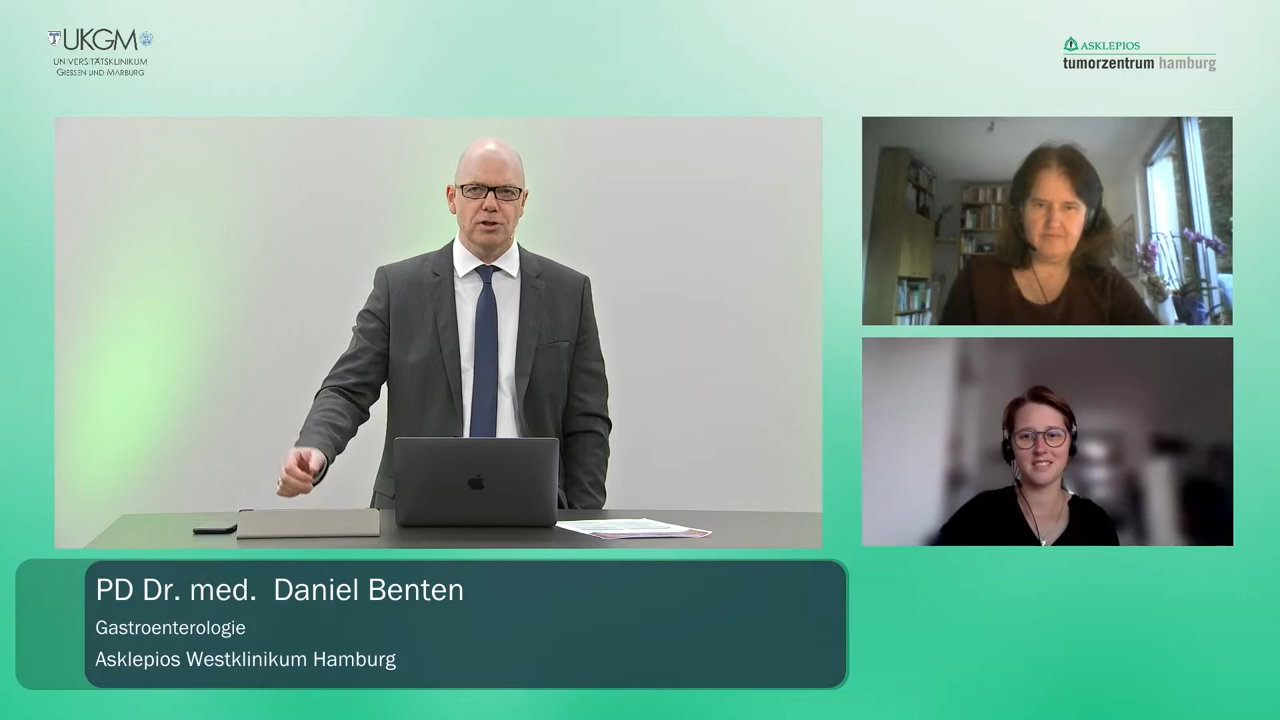 UKGM
UNIVERSITÄTSKLINIKUM
GIESSEN UND MARBURG
ASKLEPIOS
tumorzentrum hamburg
PD Dr. med. Daniel Benten
Gastroenterologie
Asklepios Westklinikum Hamburg